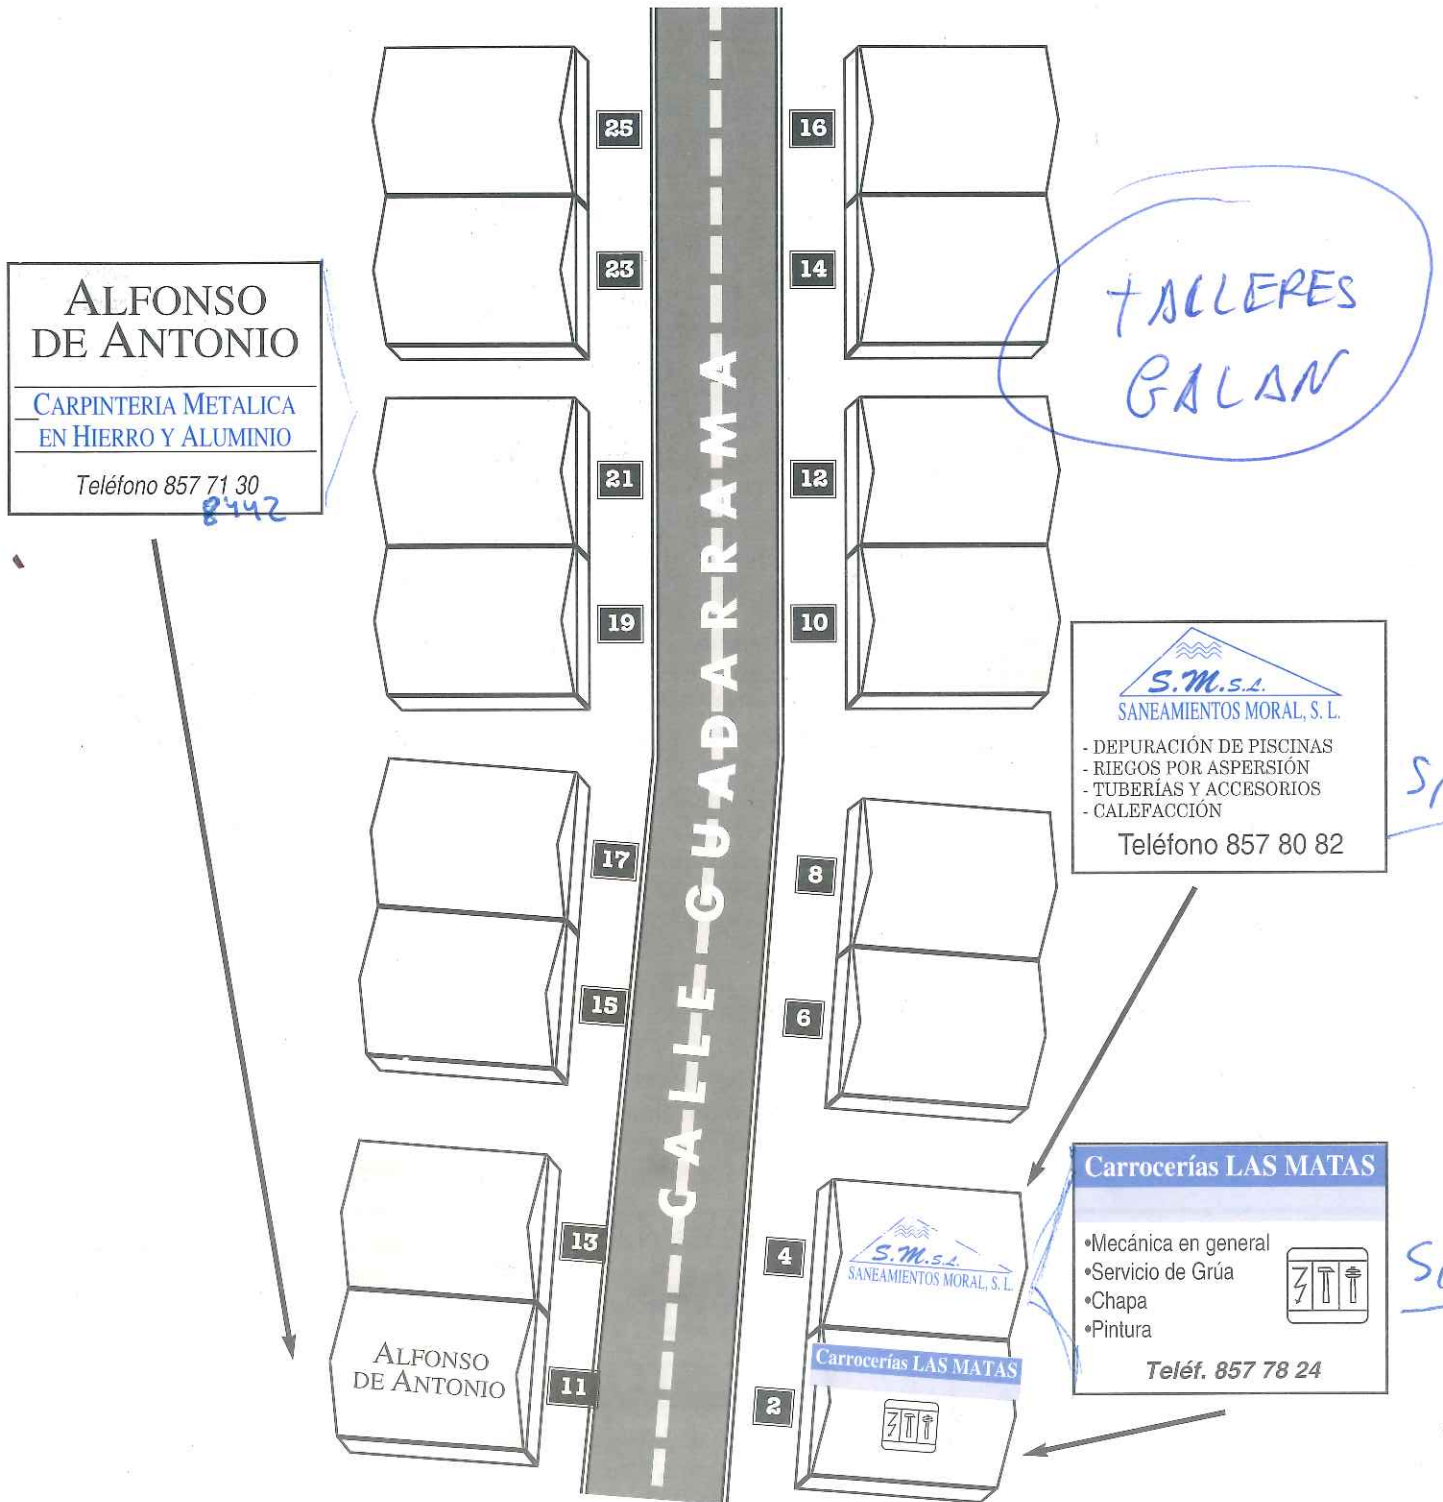 25
16
23
14
TALLERES
GALAN
ALFONSO
DE ANTONIO
CARPINTERIA METALICA
EN HIERRO Y ALUMINIO
Teléfono 857 71 30
8442
21
12
19
10
CALLE GUADARRAMA
S.M.S.L.
SANEAMIENTOS MORAL, S. L.
- DEPURACIÓN DE PISCINAS
- RIEGOS POR ASPERSIÓN
- TUBERÍAS Y ACCESORIOS
- CALEFACCIÓN
Teléfono 857 80 82
17
8
15
6
13
4
S.M.S.L.
SANEAMIENTOS MORAL, S. L.
Carrocerías LAS MATAS
•Mecánica en general
•Servicio de Grúa
•Chapa
•Pintura
Teléf. 857 78 24
ALFONSO
DE ANTONIO
11
2
Carrocerías LAS MATAS